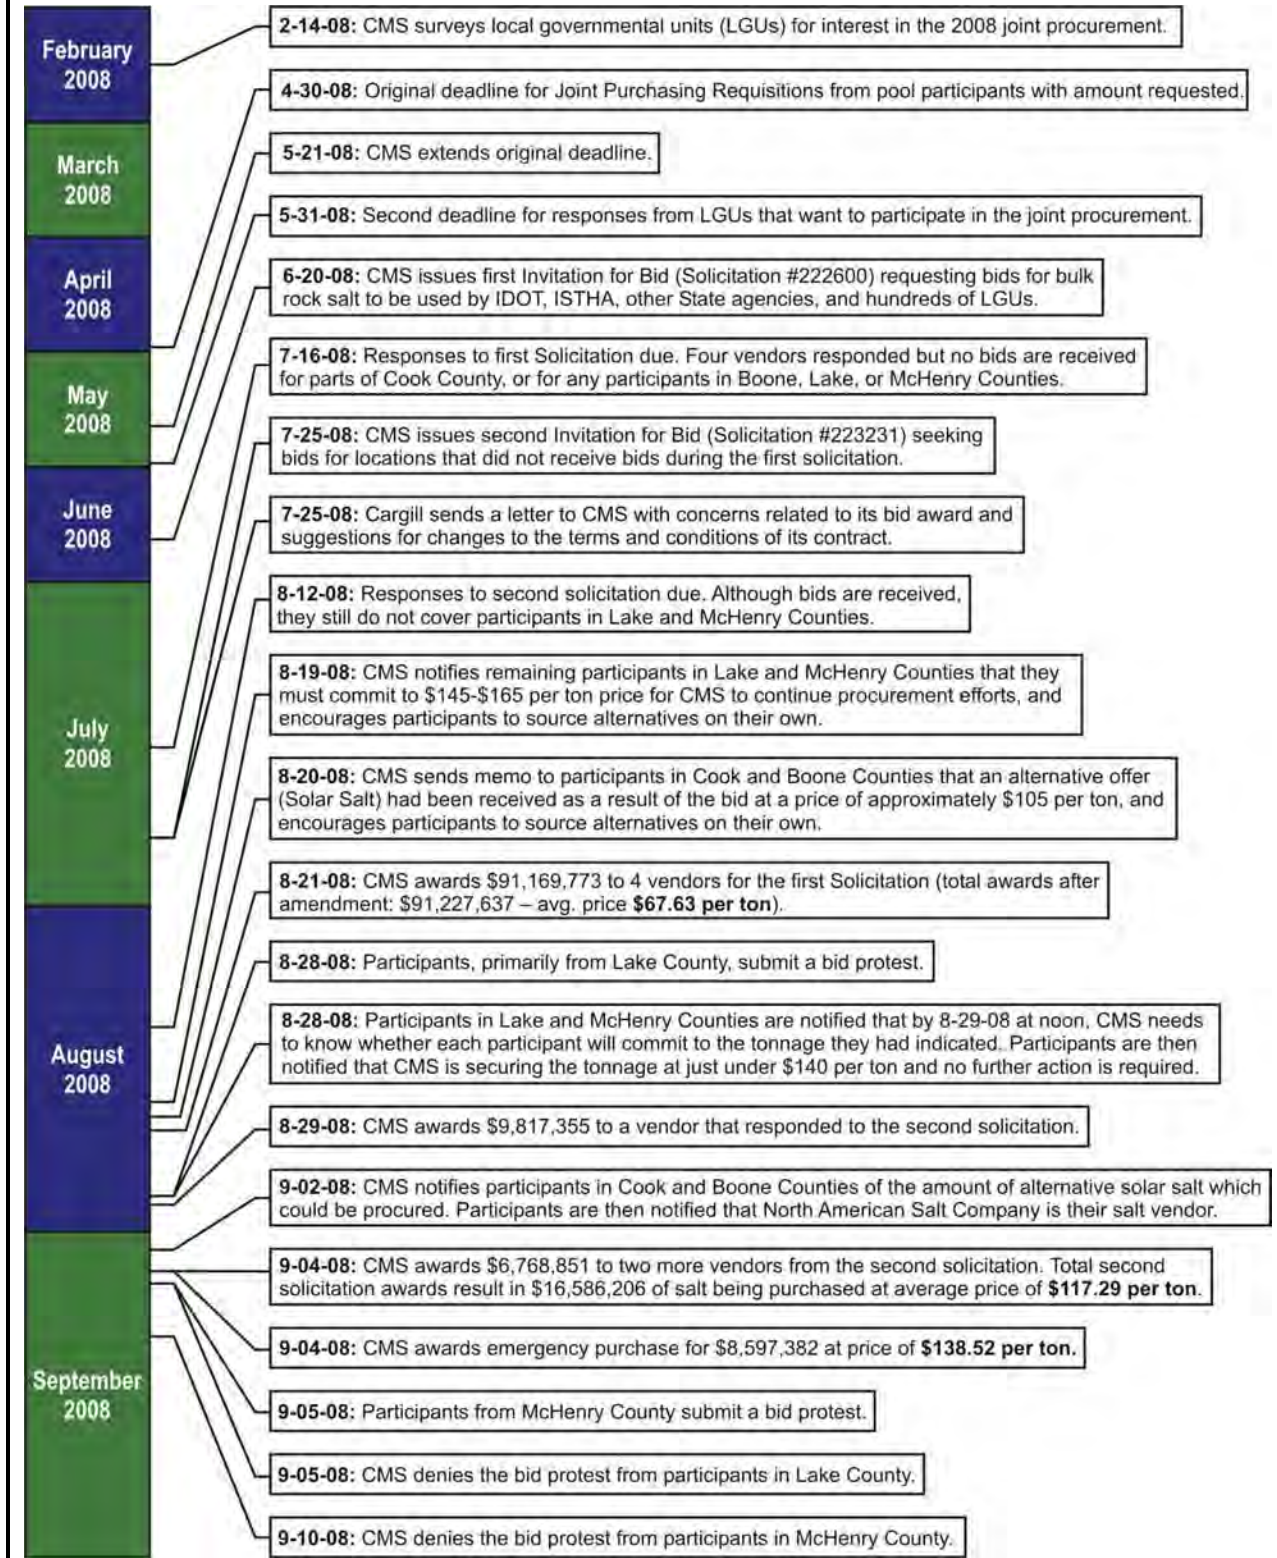 February
2008
March
2008
April
2008
May
2008
June
2008
July
2008
August
2008
September
2008
2-14-08: CMS surveys local governmental units (LGUs) for interest in the 2008 joint procurement.
4-30-08: Original deadline for Joint Purchasing Requisitions from pool participants with amount requested.
5-21-08: CMS extends original deadline.
5-31-08: Second deadline for responses from LGUs that want to participate in the joint procurement.
6-20-08: CMS issues first Invitation for Bid (Solicitation #222600) requesting bids for bulk
rock salt to be used by IDOT, ISTHA, other State agencies, and hundreds of LGUs.
7-16-08: Responses to first Solicitation due. Four vendors responded but no bids are received
for parts of Cook County, or for any participants in Boone, Lake, or McHenry Counties.
7-25-08: CMS issues second Invitation for Bid (Solicitation #223231) seeking
bids for locations that did not receive bids during the first solicitation.
7-25-08: Cargill sends a letter to CMS with concerns related to its bid award and
suggestions for changes to the terms and conditions of its contract.
8-12-08: Responses to second solicitation due. Although bids are received,
they still do not cover participants in Lake and McHenry Counties.
8-19-08: CMS notifies remaining participants in Lake and McHenry Counties that they
must commit to $145-$165 per ton price for CMS to continue procurement efforts, and
encourages participants to source alternatives on their own.
8-20-08: CMS sends memo to participants in Cook and Boone Counties that an alternative offer
(Solar Salt) had been received as a result of the bid at a price of approximately $105 per ton, and
encourages participants to source alternatives on their own.
8-21-08: CMS awards $91,169,773 to 4 vendors for the first Solicitation (total awards after
amendment: $91,227,637 – avg. price $67.63 per ton).
8-28-08: Participants, primarily from Lake County, submit a bid protest.
8-28-08: Participants in Lake and McHenry Counties are notified that by 8-29-08 at noon, CMS needs
to know whether each participant will commit to the tonnage they had indicated. Participants are then
notified that CMS is securing the tonnage at just under $140 per ton and no further action is required.
8-29-08: CMS awards $9,817,355 to a vendor that responded to the second solicitation.
9-02-08: CMS notifies participants in Cook and Boone Counties of the amount of alternative solar salt which
could be procured. Participants are then notified that North American Salt Company is their salt vendor.
9-04-08: CMS awards $6,768,851 to two more vendors from the second solicitation. Total second
solicitation awards result in $16,586,206 of salt being purchased at average price of $117.29 per ton.
9-04-08: CMS awards emergency purchase for $8,597,382 at price of $138.52 per ton.
9-05-08: Participants from McHenry County submit a bid protest.
9-05-08: CMS denies the bid protest from participants in Lake County.
9-10-08: CMS denies the bid protest from participants in McHenry County.